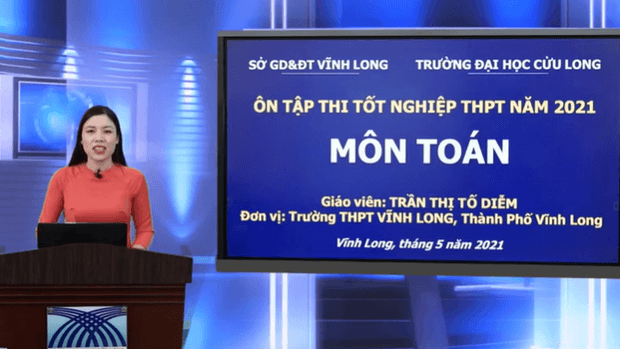 SỞ GD&ĐT VĨNH LONG TRƯỜNG ĐẠI HỌC CỬU LONG
ÔN TẬP THI TỐT NGHIỆP THPT NĂM 2021
MÔN TOÁN
Giáo viên: TRẦN THỊ TỐ DIỄM
Đơn vị: Trường THPT VĨNH LONG, Thành Phố Vĩnh Long
Vĩnh Long, tháng 5 năm 2021